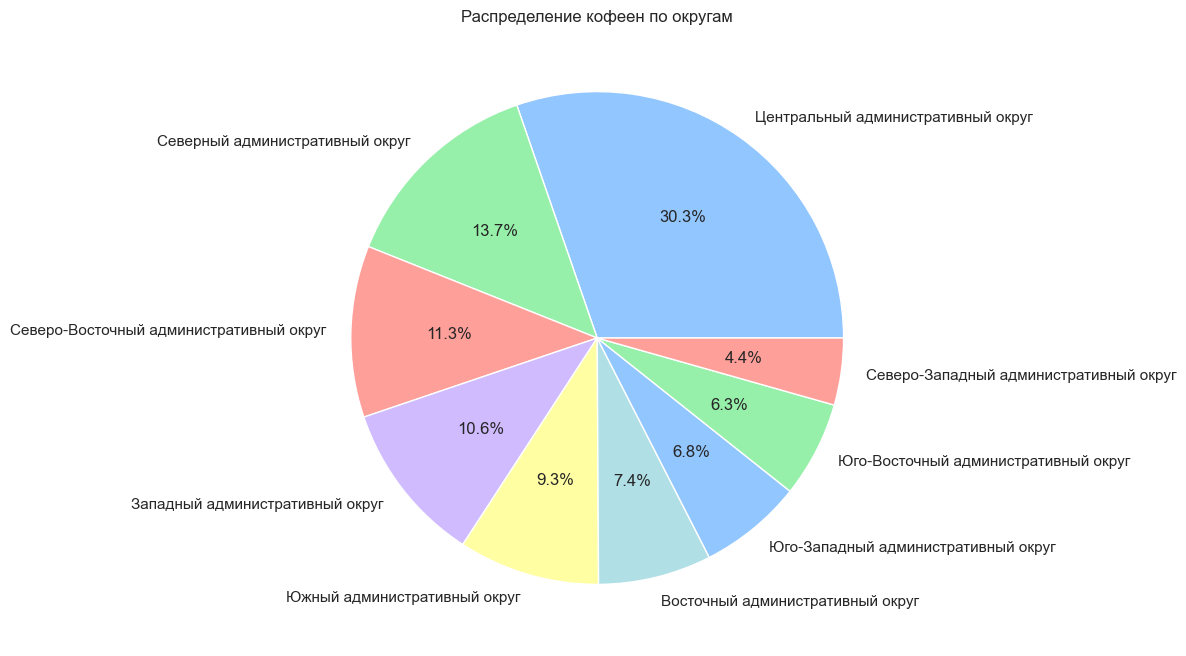 Распределение кофеен по округам
Центральный административный округ
30.3%
Северный административный округ
13.7%
Северо-Восточный административный округ
11.3%
Западный административный округ
10.6%
Южный административный округ
9.3%
Восточный административный округ
7.4%
Юго-Западный административный округ
6.8%
Юго-Восточный административный округ
6.3%
Северо-Западный административный округ
4.4%